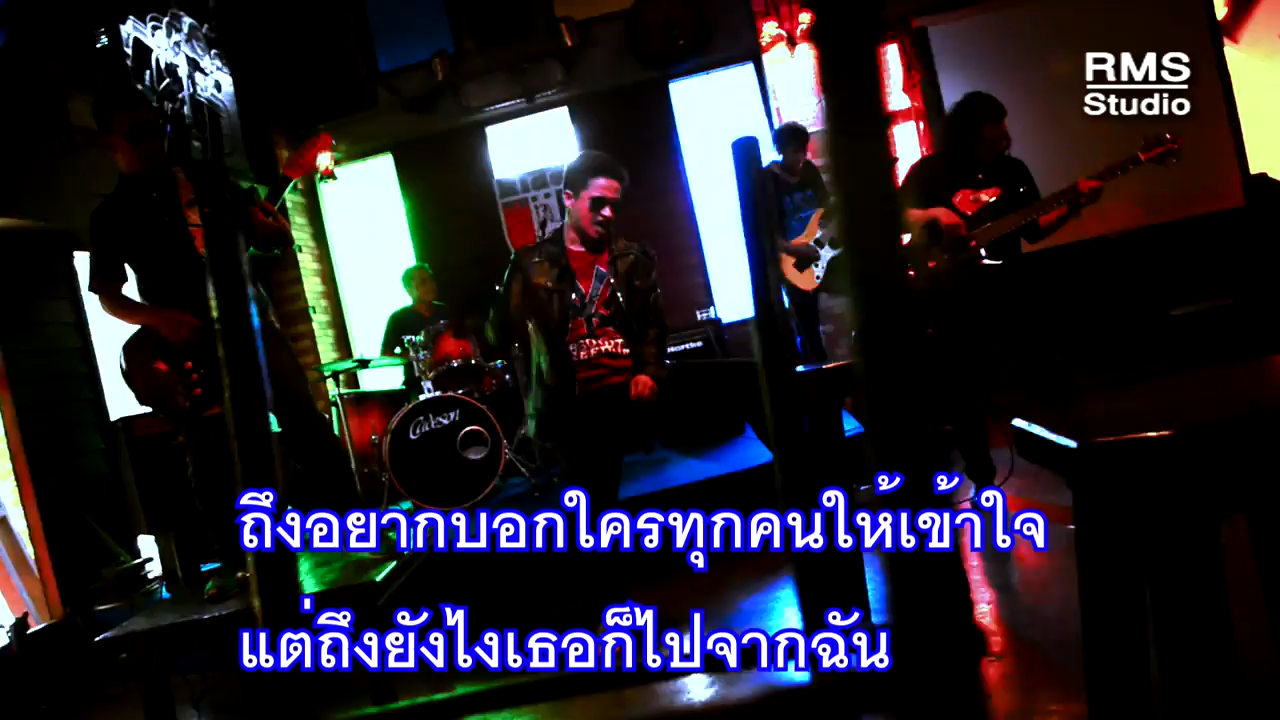 RMS
Studio
Cadeson
ถึงอยากบอกใครทุกคนให้เข้าใจ
แต่ถึงยังไงเธอก็ไปจากฉัน